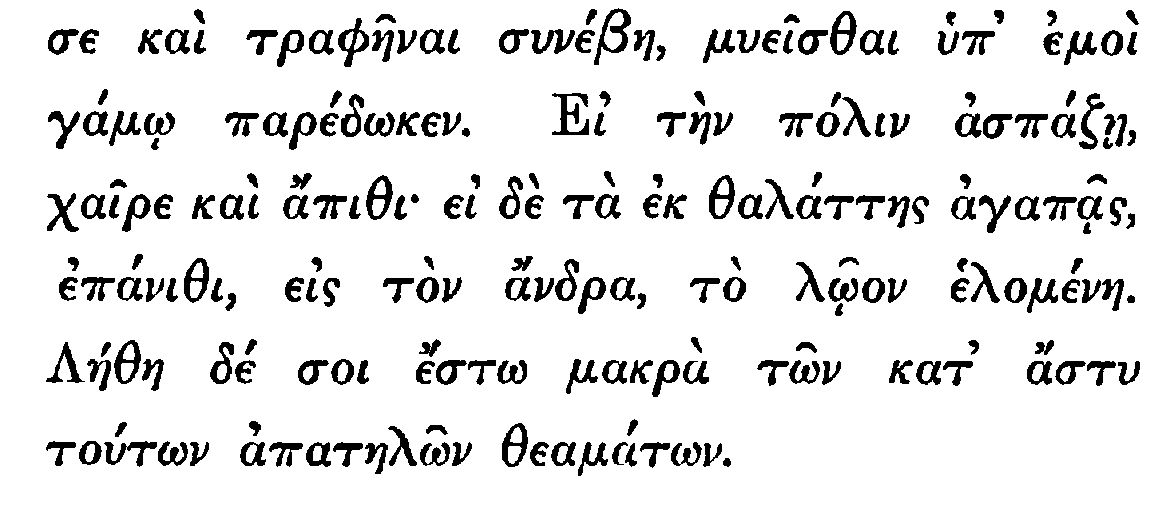 σε καὶ τραφῆναι συνέβη, μυεῖσθαι ὑπ’ ἐμοὶ
γάμῳ παρέδωκεν. Εἰ τὴν πόλιν ἀσπάζῃ,
χαῖρε καὶ ἄπιθι· εἰ δὲ τὰ ἐκ θαλάττης ἀγαπᾷς,
ἐπάνιθι, εἰς τὸν ἄνδρα, τὸ λῷον ἑλομένη.
Λήθη δέ σοι ἔστω μακρὰ τῶν κατ’ ἄστυ
τούτων ἀπατηλῶν θεαμάτων.